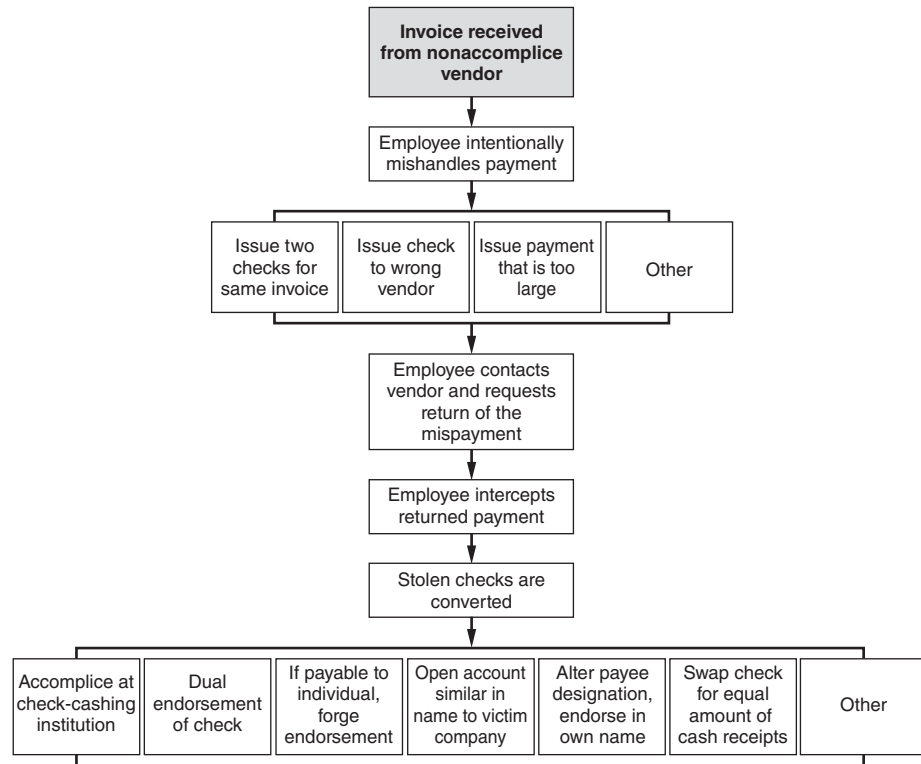 Invoice received
from nonaccomplice
vendor
Employee intentionally
mishandles payment
Issue two
checks for
same invoice
Issue check
to wrong
vendor
Issue payment
that is too
large
Other
Employee contacts
vendor and requests
return of the
mispayment
Employee intercepts
returned payment
Stolen checks are
converted
Accomplice at
check-cashing
institution
Dual
endorsement
of check
If payable to
individual,
forge
endorsement
Open account
similar in
name to victim
company
Alter payee
designation,
endorse in
own name
Swap check
for equal
amount of
cash receipts
Other